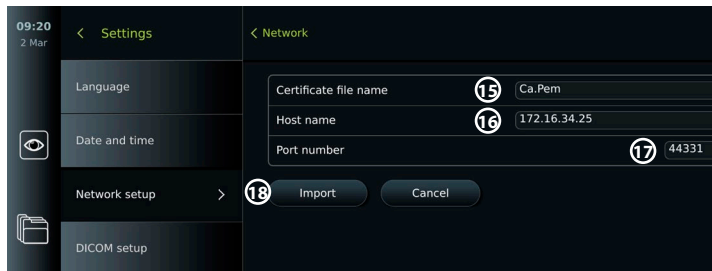 09:20
2 Mar
< Settings
< Network
Language
Date and time
Network setup >
DICOM setup
Certificate file name 15 Ca.Pem
Host name 16 172.16.34.25
Port number 17 44331
18 Import Cancel